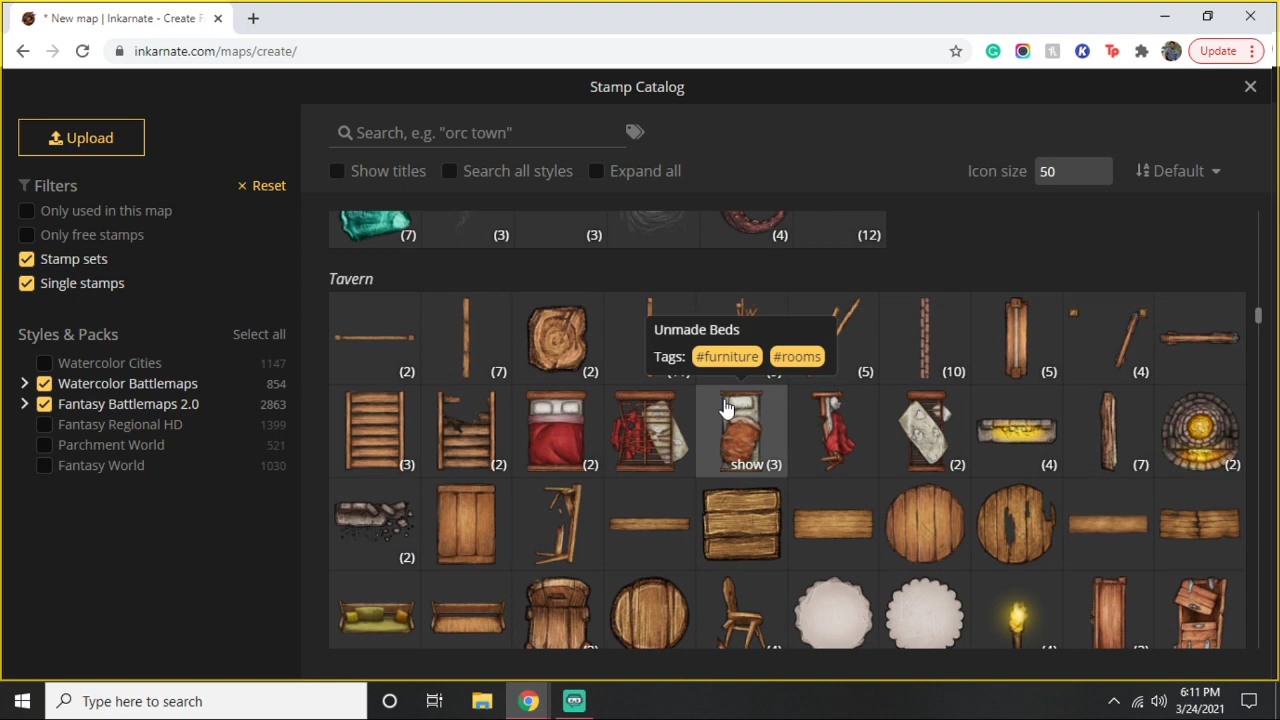 * New map | Inkarnate - Create F
inkarnate.com/maps/create/
Update
Stamp Catalog
Upload
Search, e.g. "orc town"
Show titles
Search all styles
Expand all
Icon size 50
Default
Filters
Reset
Only used in this map
Only free stamps
Stamp sets
Single stamps
Styles & Packs
Select all
Watercolor Cities 1147
Watercolor Battlemaps 854
Fantasy Battlemaps 2.0 2863
Fantasy Regional HD 1399
Parchment World 521
Fantasy World 1030
(7) (3) (3) (4) (12)
Tavern
Unmade Beds
Tags: #furniture #rooms
(2) (7) (2) (5) (10) (5) (4)
(3) (2) (2) show (3) (2) (4) (7) (2)
(2)
Type here to search
6:11 PM
3/24/2021